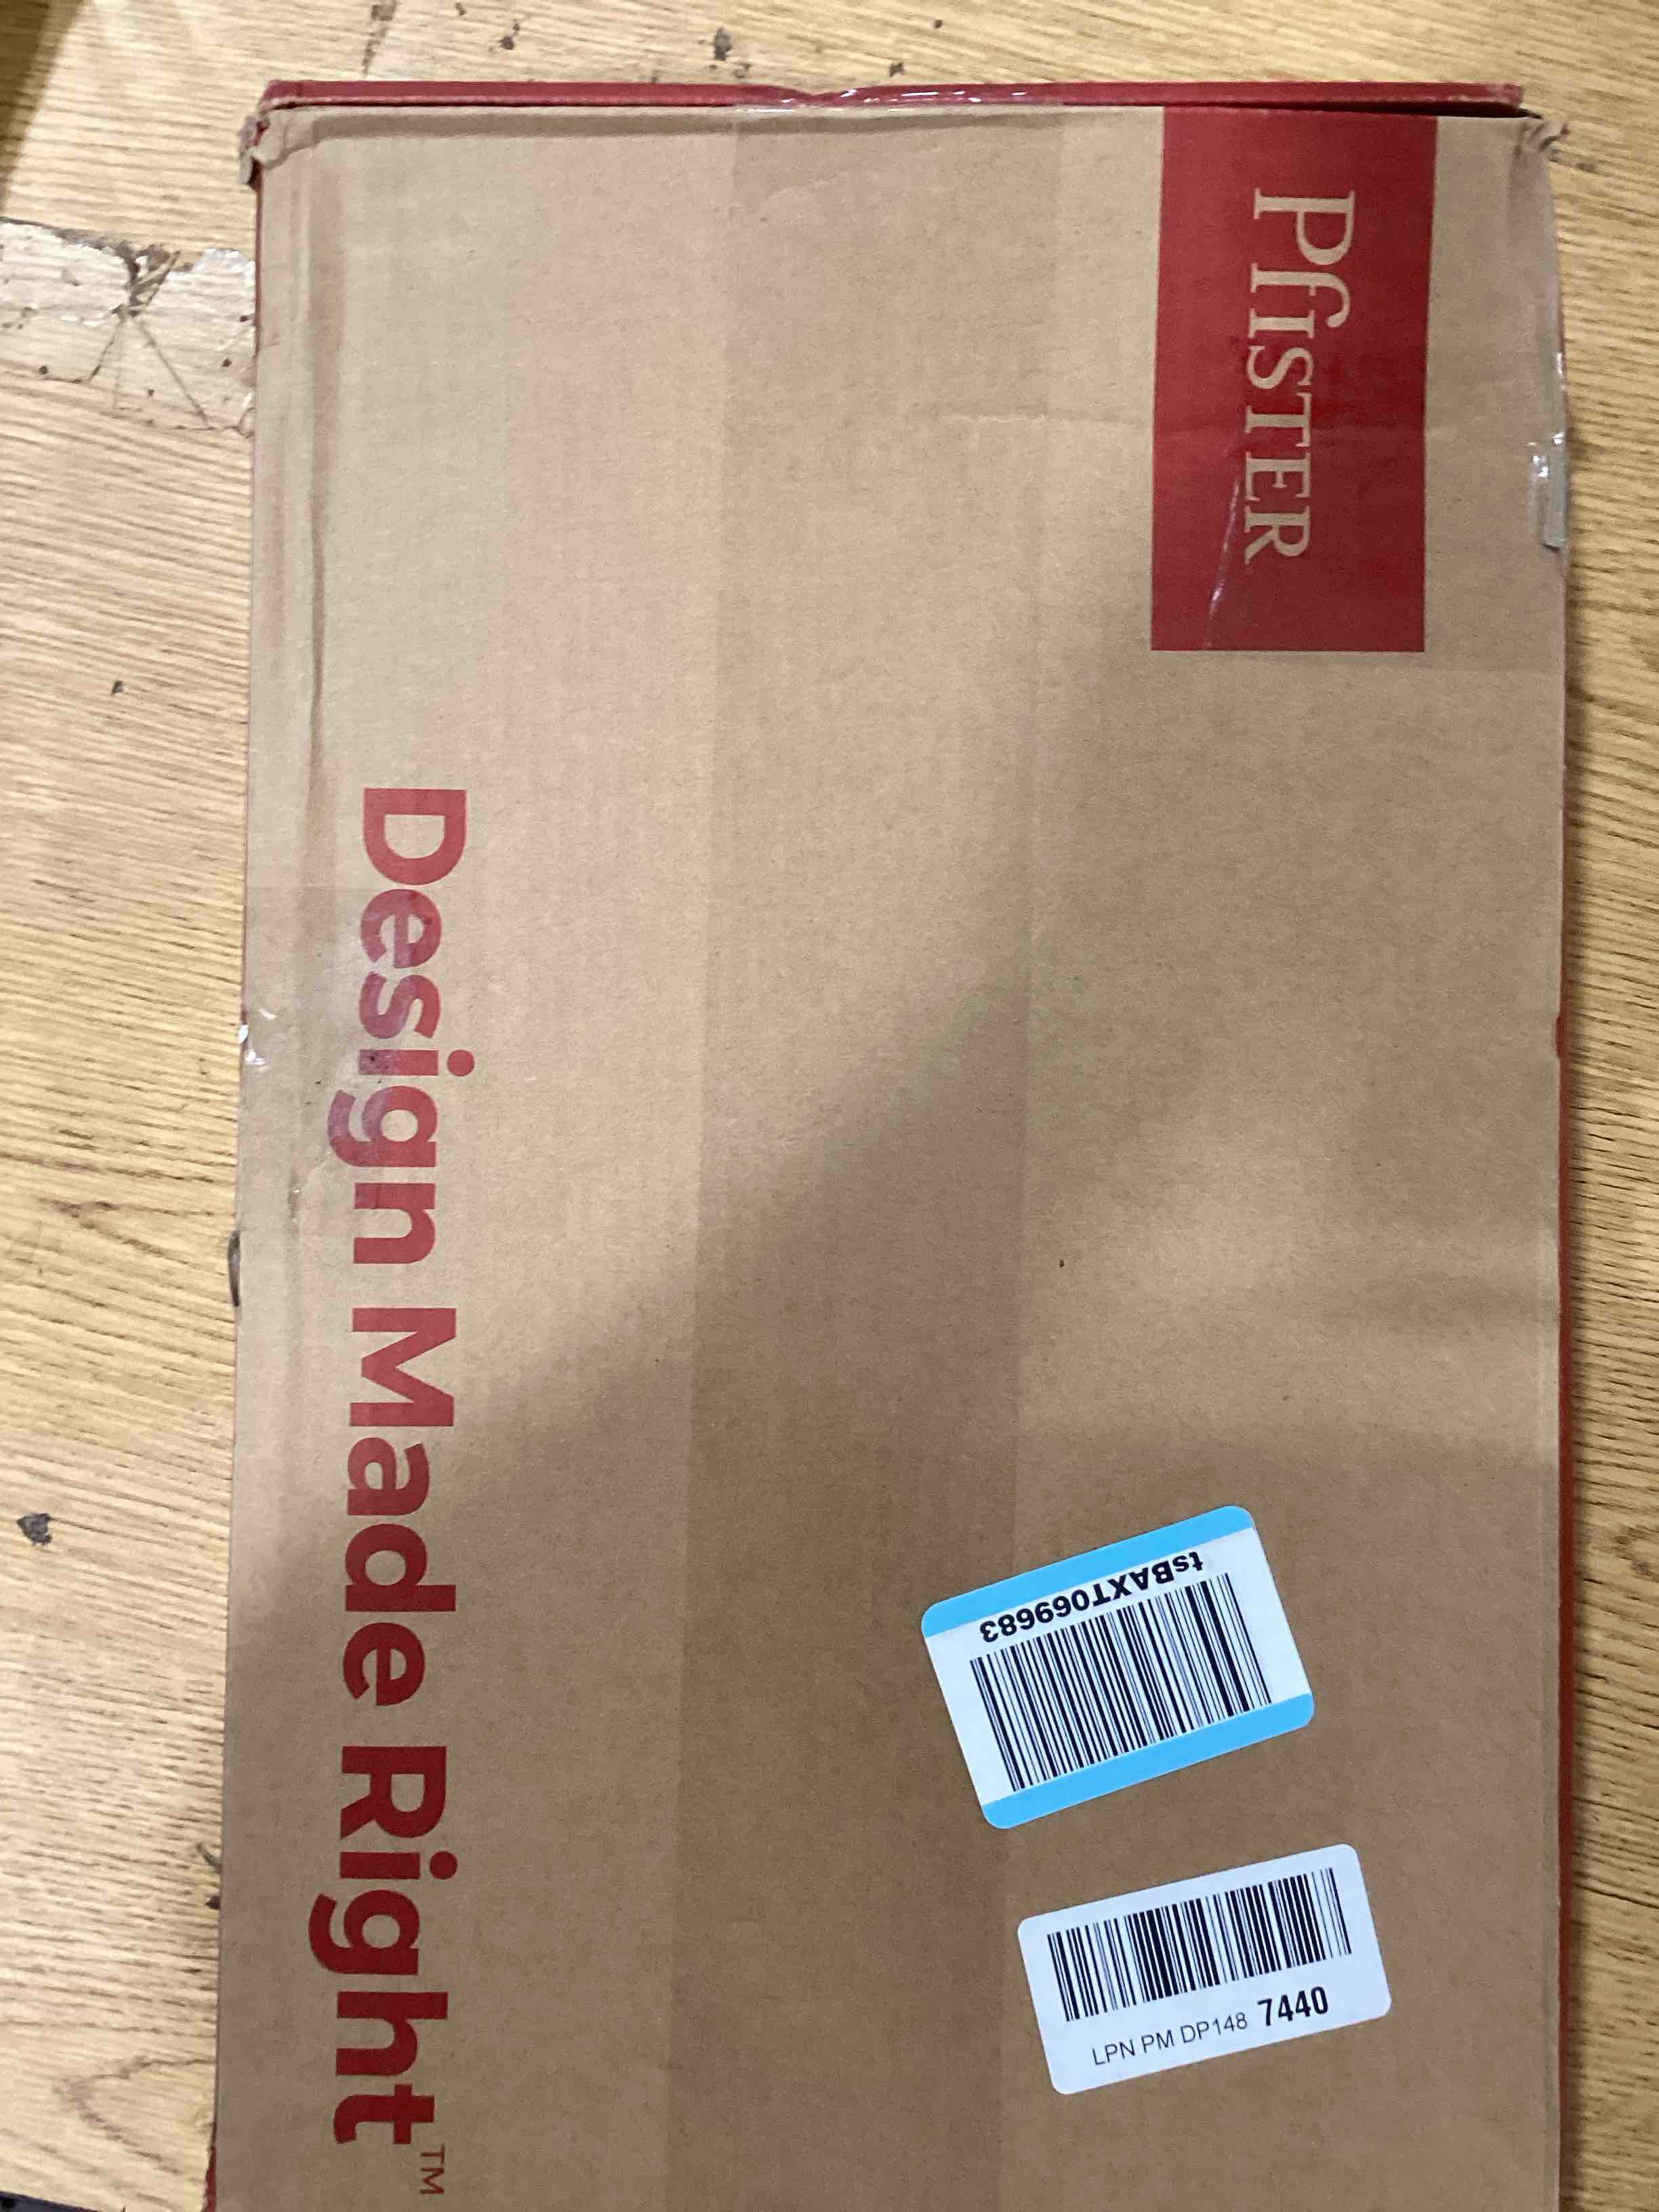 Pfister
Design Made Right™
tsBAXT069683
LPN PM DP148 7440